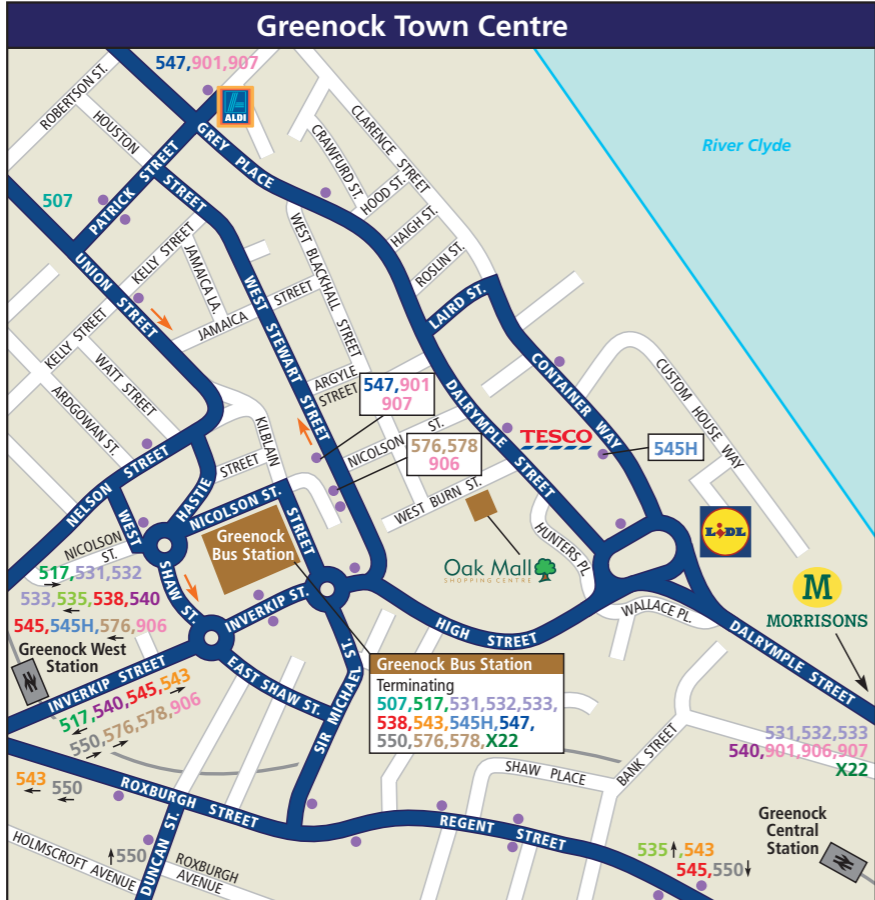 Greenock Town Centre
547,901,907
ROBERTSON ST.
HOUSTON STREET
ALDI
CLARENCE STREET
CRAWFURD ST.
River Clyde
GREY PLACE
PATRICK STREET
507
HOOD ST.
HAIGH ST.
ROSLIN ST.
KELLY STREET
JAMAICA LA.
WEST BLACKHALL STREET
UNION STREET
WEST STEWART STREET
JAMAICA STREET
LAIRD ST.
KELLY STREET
WATT STREET
ARDGOWAN ST.
ARGYLE STREET
547,901
907
DALRYMPLE STREET
CONTAINER WAY
CUSTOM HOUSE WAY
KILBLAIN STREET
NICOLSON ST.
576,578
906
TESCO
545H
NELSON STREET
HASTIE STREET
WEST
NICOLSON ST.
WEST BURN ST.
LIDL
NICOLSON ST.
Greenock
Bus Station
SHAW ST.
Oak Mall
SHOPPING CENTRE
HUNTERS PL.
517,531,532
533,535,538,540
545,545H,576,906
Greenock West
Station
INVERKIP ST.
HIGH STREET
WALLACE PL.
M
MORRISONS
DALRYMPLE STREET
INVERKIP STREET
EAST SHAW ST.
SIR MICHAEL ST.
Greenock Bus Station
Terminating
507,517,531,532,533,
538,543,545H,547,
550,576,578,X22
517,540,545,543
550,576,578,906
531,532,533
540,901,906,907
X22
BANK STREET
SHAW PLACE
543 550
ROXBURGH STREET
REGENT STREET
Greenock
Central
Station
DUNCAN ST.
550
HOLMSCROFT AVENUE
ROXBURGH
AVENUE
535,543
545,550